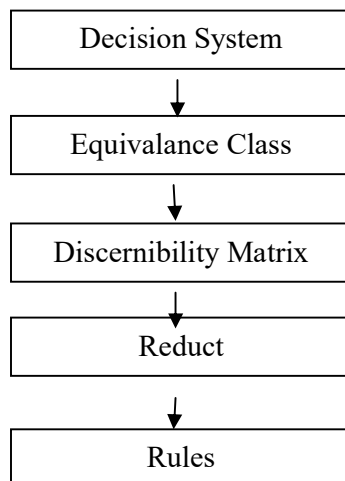 Decision System
Equivalance Class
Discernibility Matrix
Reduct
Rules